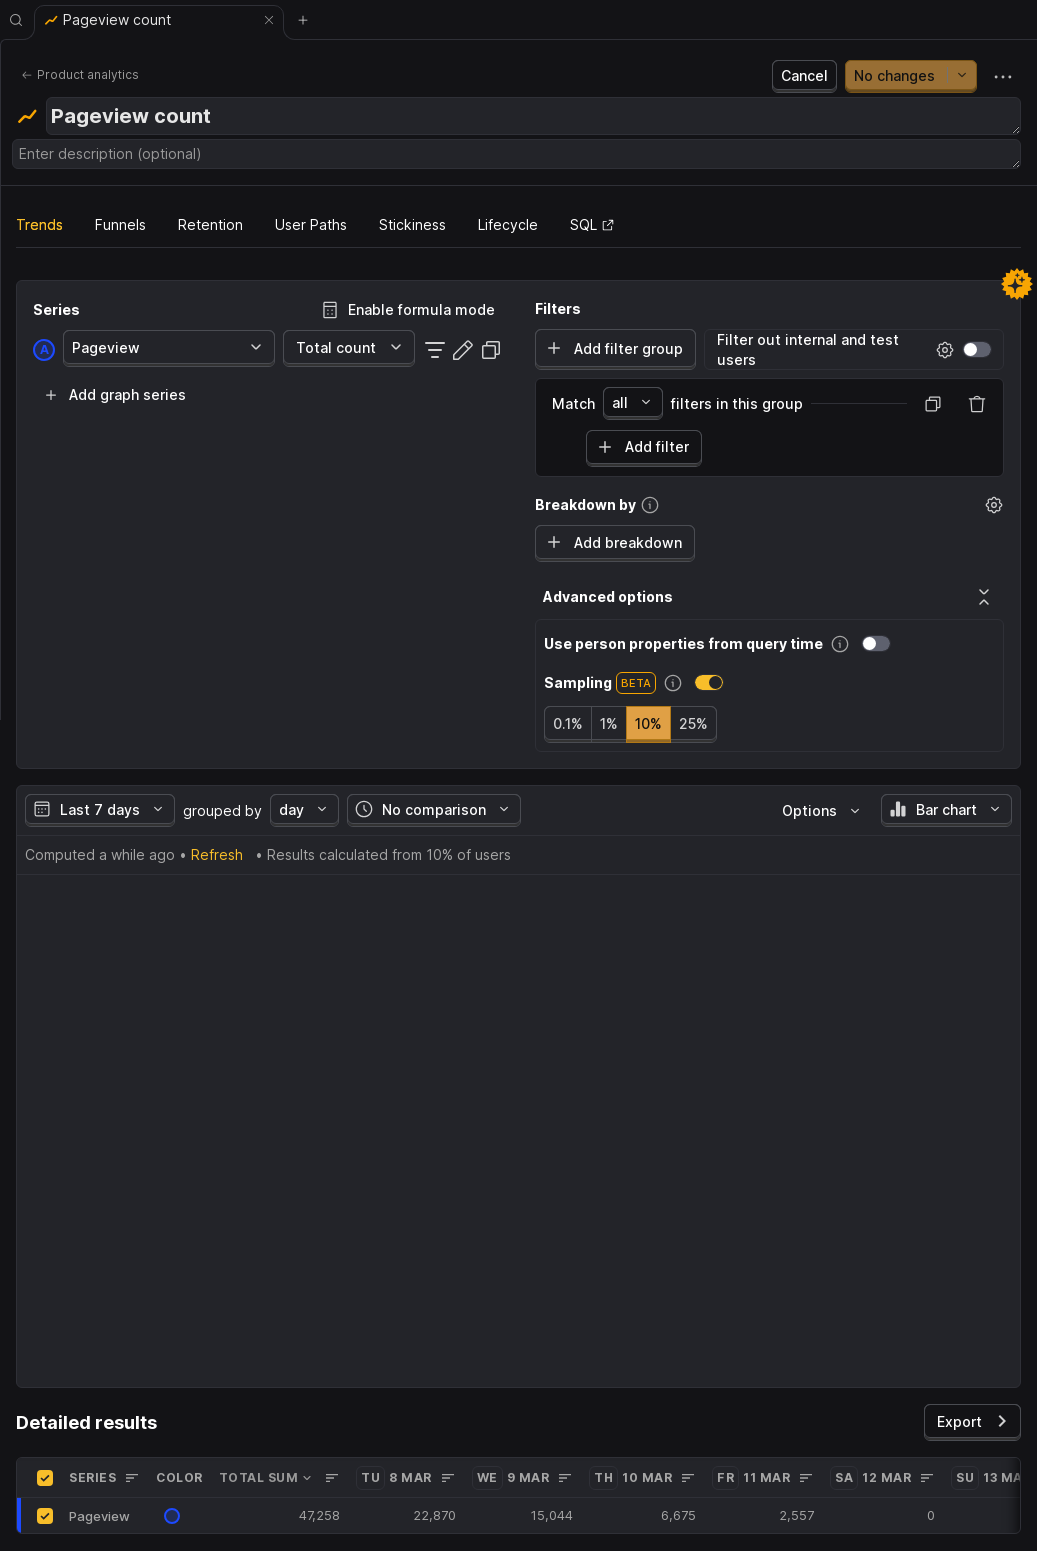 Pageview count
Product analytics
Cancel
No changes
Pageview count
Enter description (optional)
Trends
Funnels
Retention
User Paths
Stickiness
Lifecycle
SQL
Series
Enable formula mode
A
Pageview
Total count
Add graph series
Filters
Add filter group
Filter out internal and test
users
Match all filters in this group
Add filter
Breakdown by
Add breakdown
Advanced options
Use person properties from query time
Sampling BETA
0.1% 1% 10% 25%
Last 7 days grouped by day No comparison
Options
Bar chart
Computed a while ago • Refresh • Results calculated from 10% of users
Detailed results
Export
SERIES COLOR TOTAL SUM TU 8 MAR WE 9 MAR TH 10 MAR FR 11 MAR SA 12 MAR SU 13 MA
Pageview 47,258 22,870 15,044 6,675 2,557 0